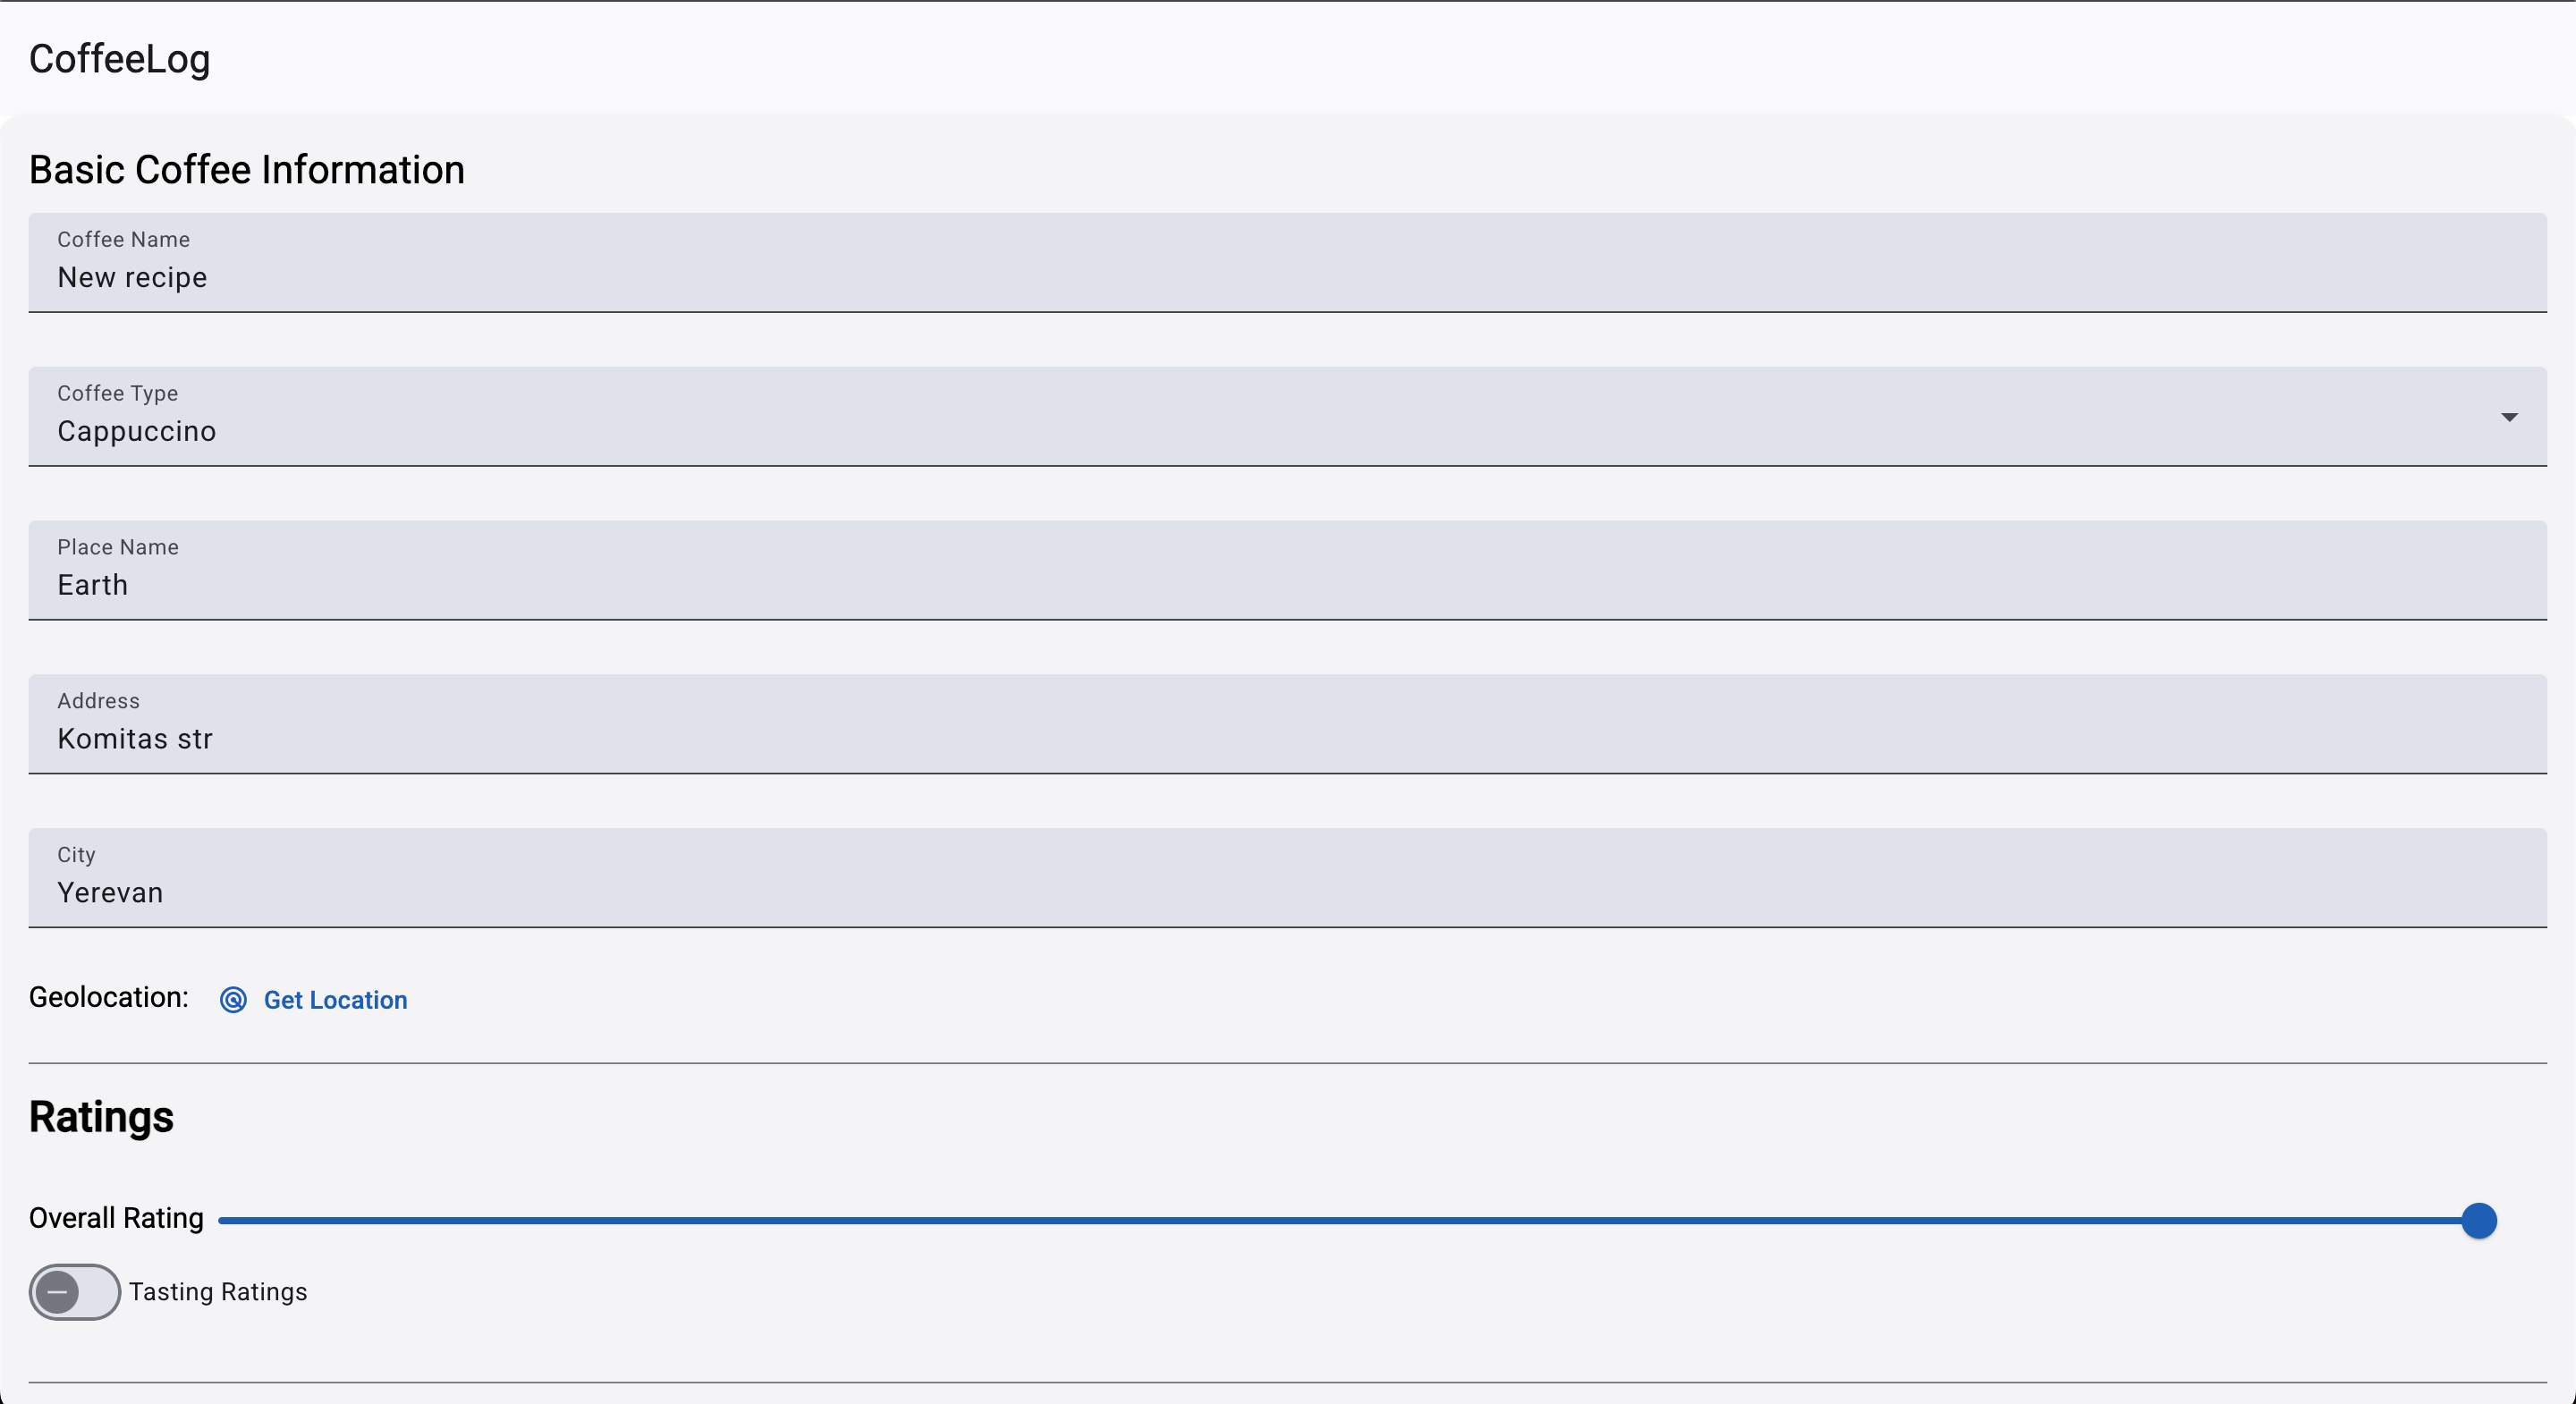 CoffeeLog
Basic Coffee Information
Coffee Name
New recipe
Coffee Type
Cappuccino
Place Name
Earth
Address
Komitas str
City
Yerevan
Geolocation: Get Location
Ratings
Overall Rating
Tasting Ratings